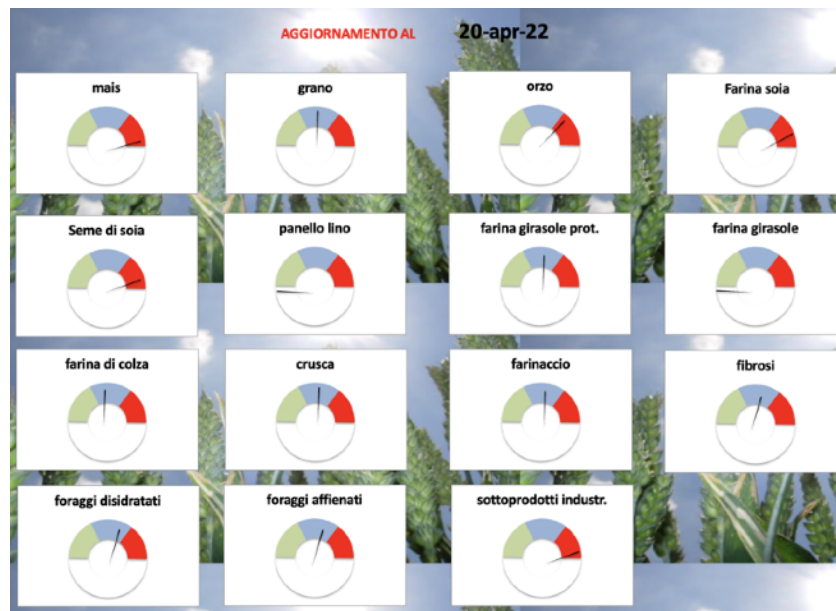 AGGIORNAMENTO AL 20-apr-22
mais
grano
orzo
Farina soia
Seme di soia
panello lino
farina girasole prot.
farina girasole
farina di colza
crusca
farinaccio
fibrosi
foraggi disidratati
foraggi affienati
sottoprodotti industr.